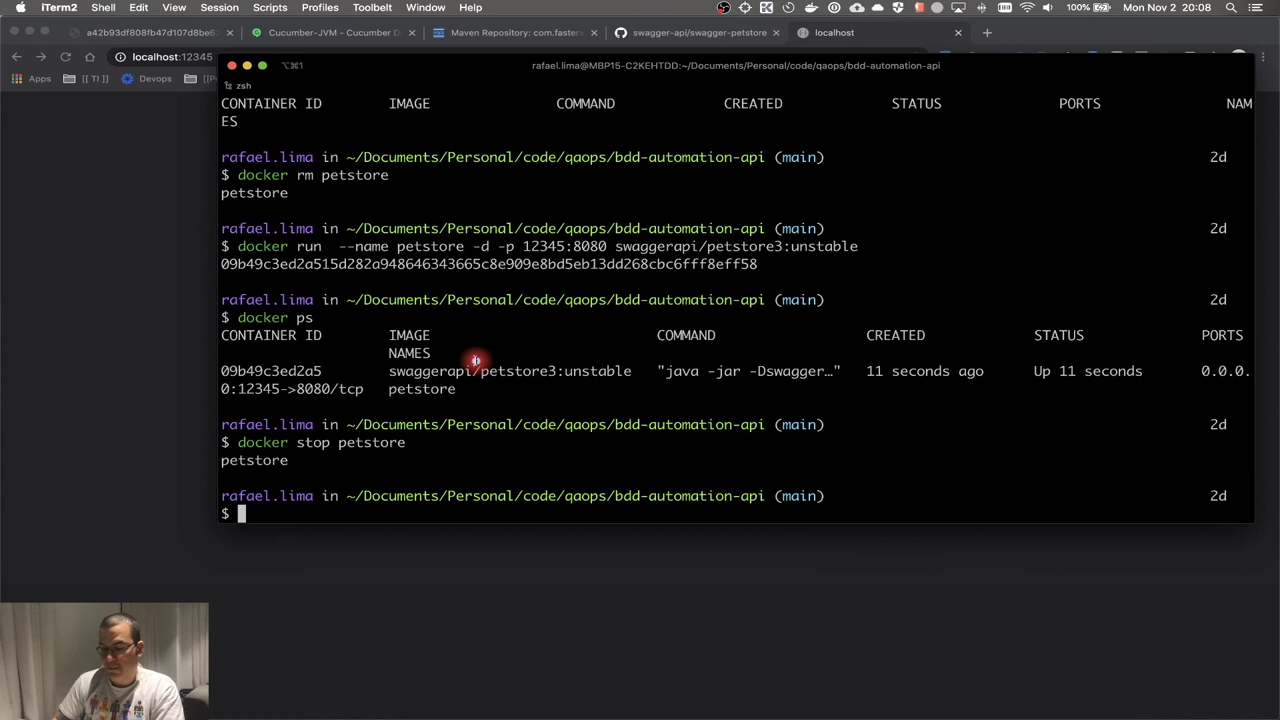 iTerm2 Shell Edit View Session Scripts Profiles Toolbelt Window Help 100% Mon Nov 2 20:08
a42b93df808fb47d107d8be63 Cucumber-JVM - Cucumber D Maven Repository: com.faster swagger-api/swagger-petstore localhost
localhost:12345
Apps [[ TI ]] Devops
⌥⌘1 rafael.lima@MBP15-C2KEHTDD:~/Documents/Personal/code/qaops/bdd-automation-api
zsh
CONTAINER ID IMAGE COMMAND CREATED STATUS PORTS NAM
ES
rafael.lima in ~/Documents/Personal/code/qaops/bdd-automation-api (main) 2d
$ docker rm petstore
petstore
rafael.lima in ~/Documents/Personal/code/qaops/bdd-automation-api (main) 2d
$ docker run --name petstore -d -p 12345:8080 swaggerapi/petstore3:unstable
09b49c3ed2a515d282a948646343665c8e909e8bd5eb13dd268cbc6fff8eff58
rafael.lima in ~/Documents/Personal/code/qaops/bdd-automation-api (main) 2d
$ docker ps
CONTAINER ID IMAGE COMMAND CREATED STATUS PORTS
NAMES
09b49c3ed2a5 swaggerapi/petstore3:unstable "java -jar -Dswagger…" 11 seconds ago Up 11 seconds 0.0.0.
0:12345->8080/tcp petstore
rafael.lima in ~/Documents/Personal/code/qaops/bdd-automation-api (main) 2d
$ docker stop petstore
petstore
rafael.lima in ~/Documents/Personal/code/qaops/bdd-automation-api (main) 2d
$